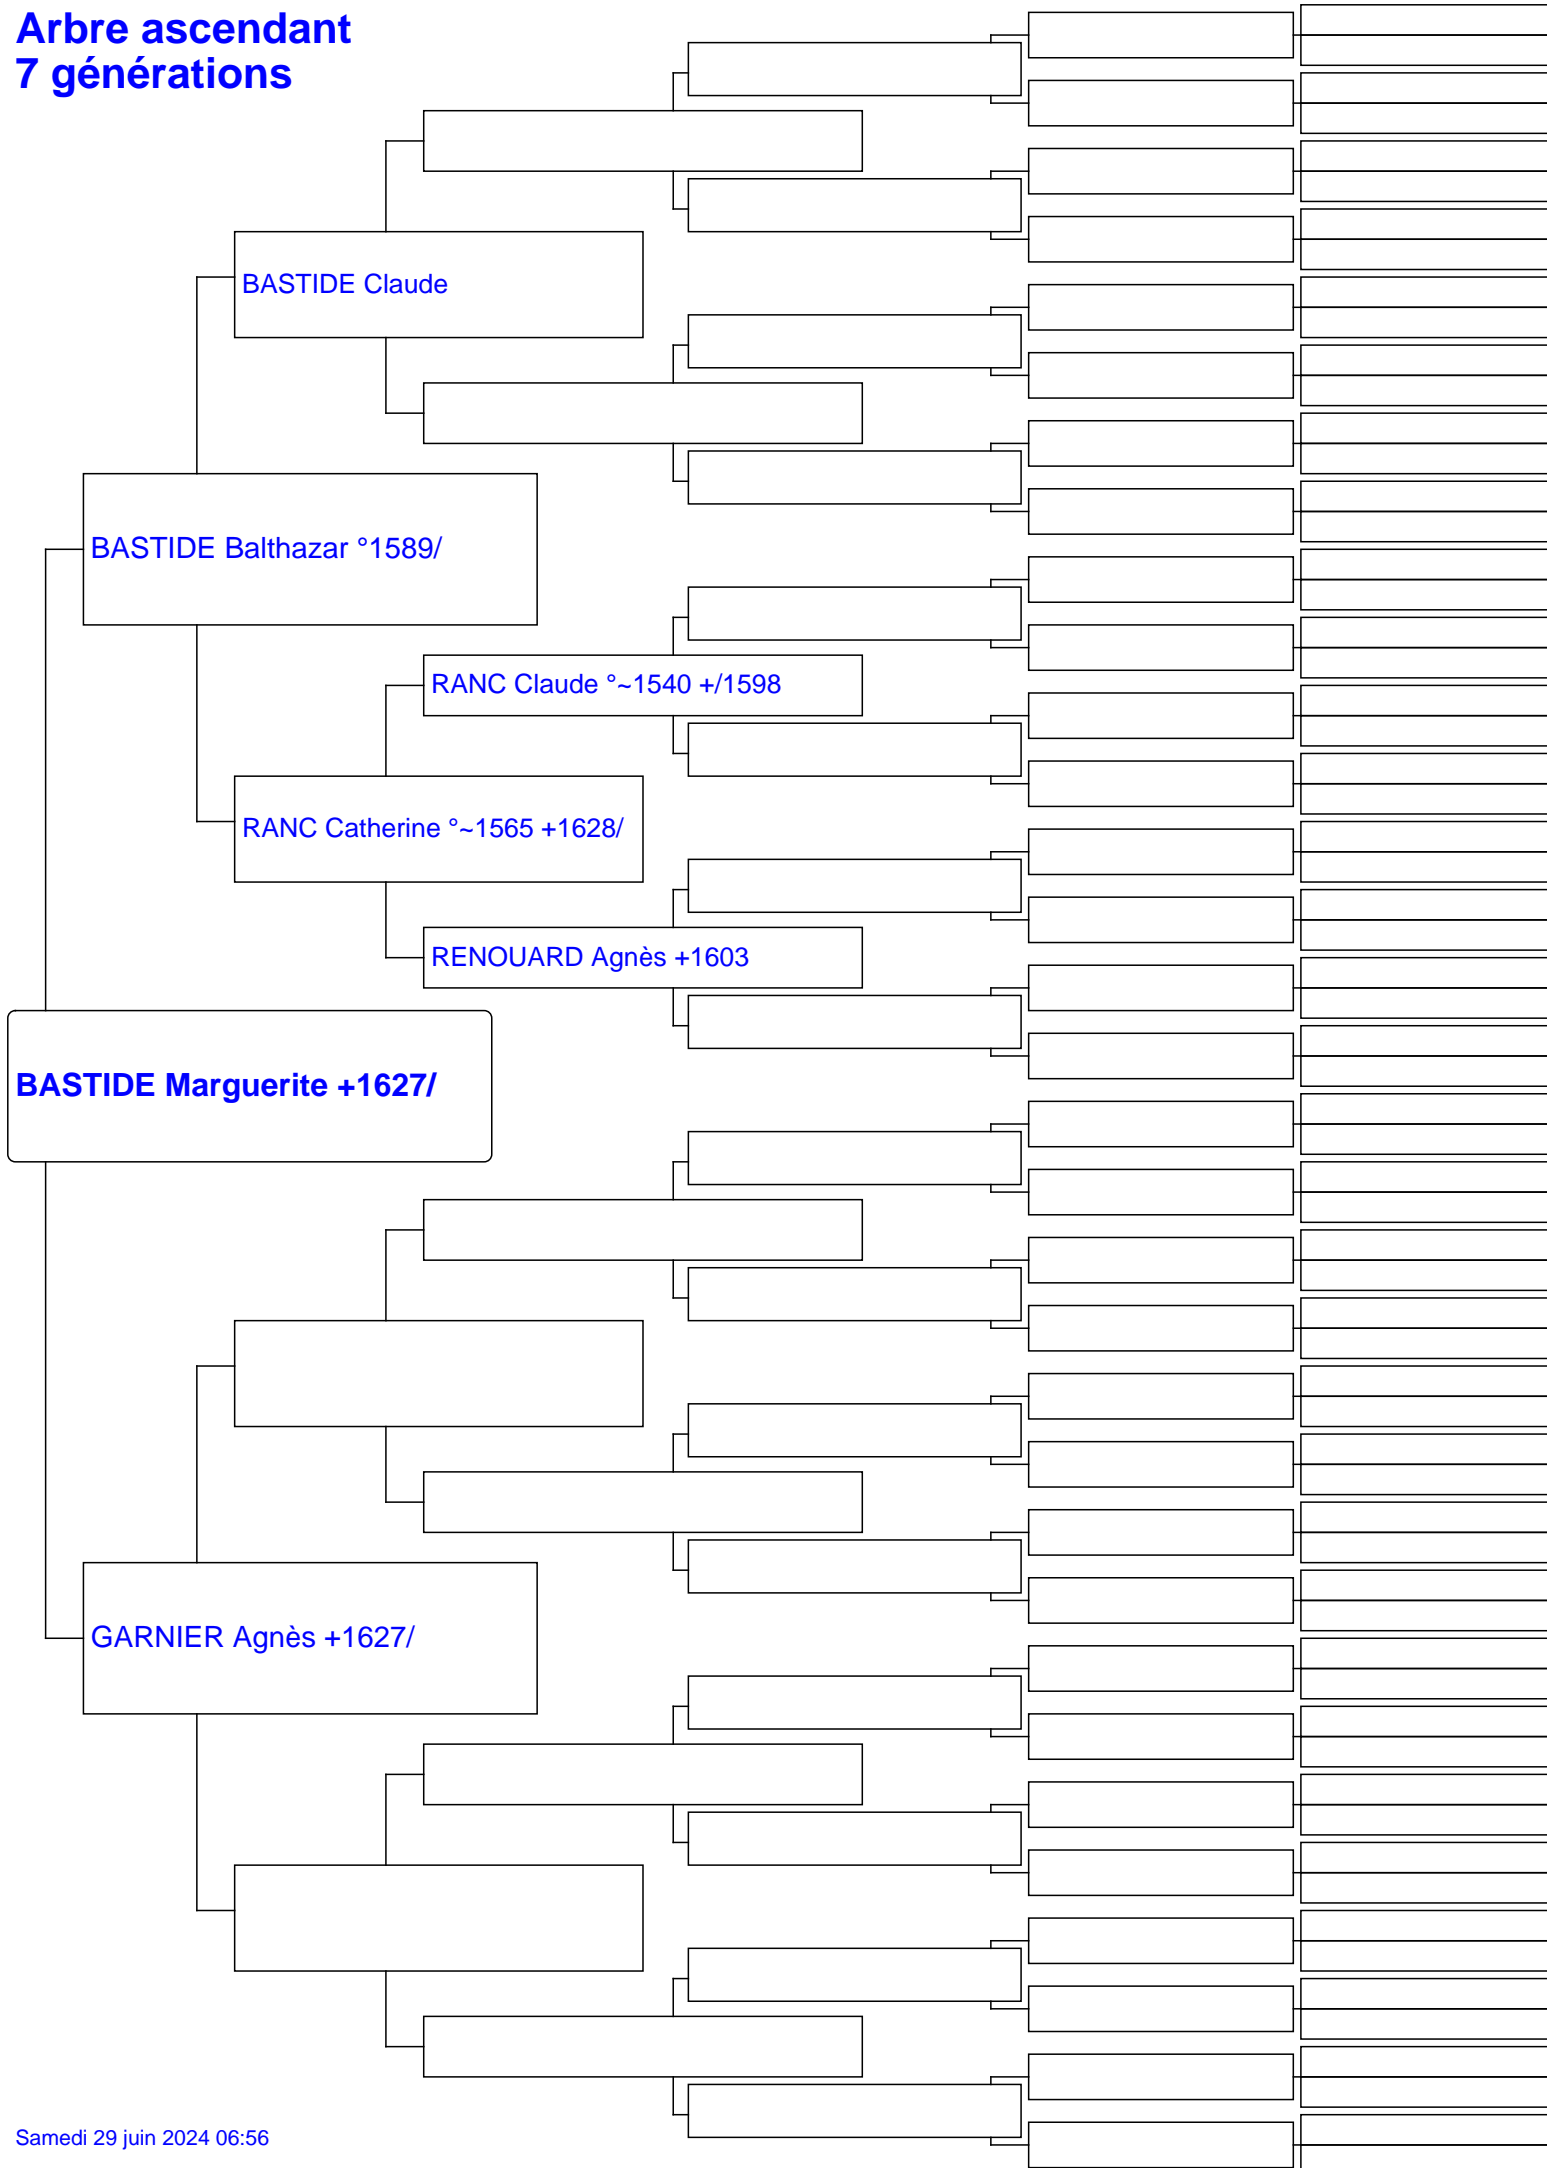 Arbre ascendant
7 générations
BASTIDE Claude
BASTIDE Balthazar °1589/
RANC Claude °~1540 +/1598
RANC Catherine °~1565 +1628/
RENOUARD Agnès +1603
BASTIDE Marguerite +1627/
GARNIER Agnès +1627/
Samedi 29 juin 2024 06:56